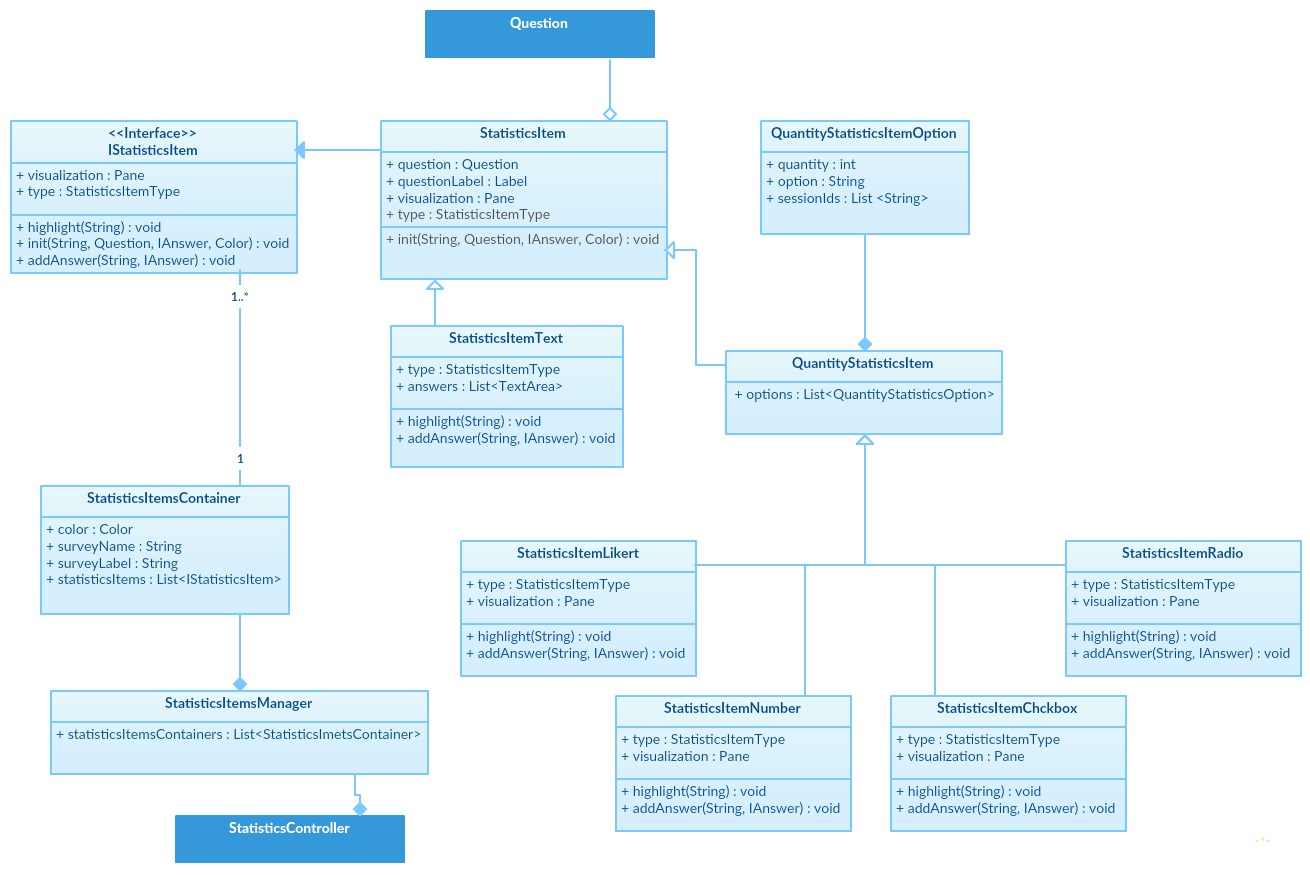 Question
<<Interface>>
IStatisticsItem
+ visualization : Pane
+ type : StatisticsItemType
+ highlight(String) : void
+ init(String, Question, IAnswer, Color) : void
+ addAnswer(String, IAnswer) : void
StatisticsItem
+ question : Question
+ questionLabel : Label
+ visualization : Pane
+ type : StatisticsItemType
+ init(String, Question, IAnswer, Color) : void
QuantityStatisticsItemOption
+ quantity : int
+ option : String
+ sessionIds : List <String>
1..*
1
StatisticsItemText
+ type : StatisticsItemType
+ answers : List<TextArea>
+ highlight(String) : void
+ addAnswer(String, IAnswer) : void
QuantityStatisticsItem
+ options : List<QuantityStatisticsOption>
StatisticsItemsContainer
+ color : Color
+ surveyName : String
+ surveyLabel : String
+ statisticsItems : List<IStatisticsItem>
StatisticsItemLikert
+ type : StatisticsItemType
+ visualization : Pane
+ highlight(String) : void
+ addAnswer(String, IAnswer) : void
StatisticsItemRadio
+ type : StatisticsItemType
+ visualization : Pane
+ highlight(String) : void
+ addAnswer(String, IAnswer) : void
StatisticsItemsManager
+ statisticsItemsContainers : List<StatisticsImetsContainer>
StatisticsItemNumber
+ type : StatisticsItemType
+ visualization : Pane
+ highlight(String) : void
+ addAnswer(String, IAnswer) : void
StatisticsItemChckbox
+ type : StatisticsItemType
+ visualization : Pane
+ highlight(String) : void
+ addAnswer(String, IAnswer) : void
StatisticsController